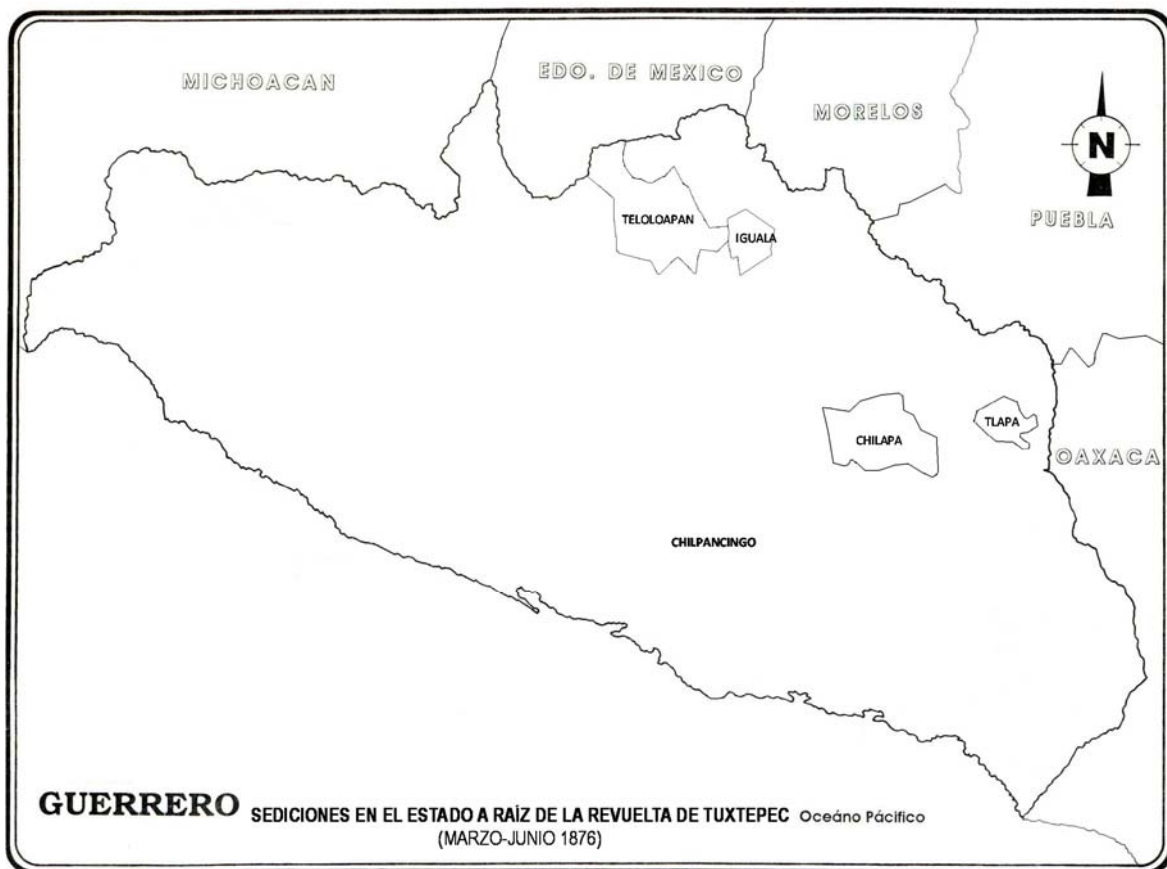 MICHOACAN
EDO. DE MEXICO
MORELOS
N
PUEBLA
TELOLOAPAN
IGUALA
CHILAPA
TLAPA
OAXACA
CHILPANCINGO
GUERRERO SEDICIONES EN EL ESTADO A RAÍZ DE LA REVUELTA DE TUXTEPEC Oceáno Pácifico
(MARZO-JUNIO 1876)